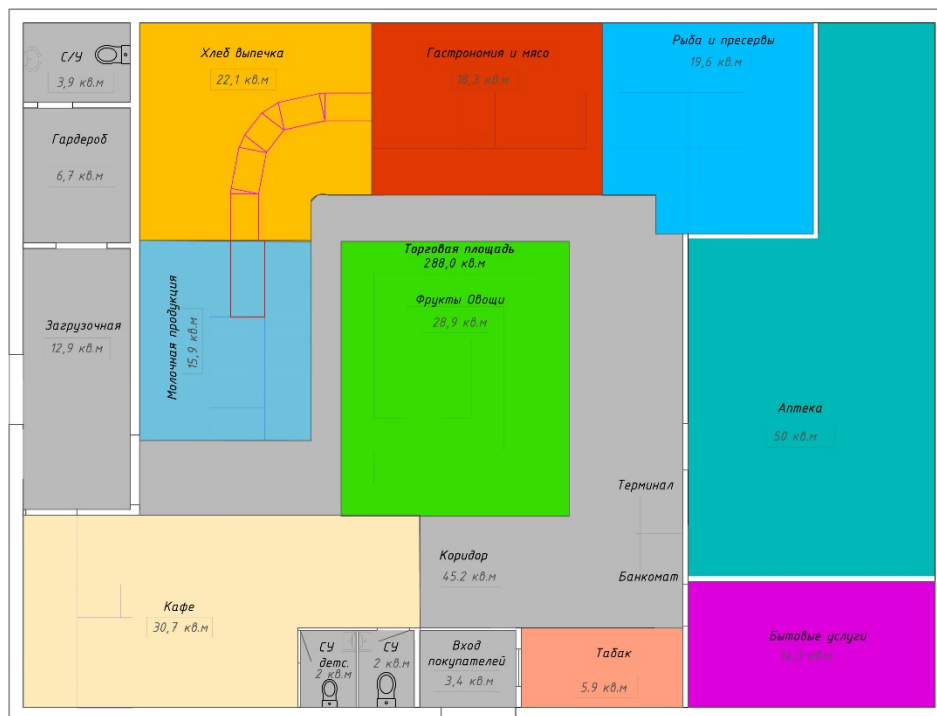 С/У
3,9 кв.м
Хлеб выпечка
22,1 кв.м
Гастрономия и мясо
18,3 кв.м
Рыба и пресервы
19,6 кв.м
Гардероб
6,7 кв.м
Загрузочная
12,9 кв.м
Молочная продукция
15,9 кв.м
Торговая площадь
288,0 кв.м
Фрукты Овощи
28,9 кв.м
Аптека
50 кв.м
Терминал
Банкомат
Коридор
45.2 кв.м
Кафе
30,7 кв.м
СУ
детс.
2 кв.м
СУ
2 кв.м
Вход
покупателей
3,4 кв.м
Табак
5.9 кв.м
Бытовые услуги
14,3 кв.м